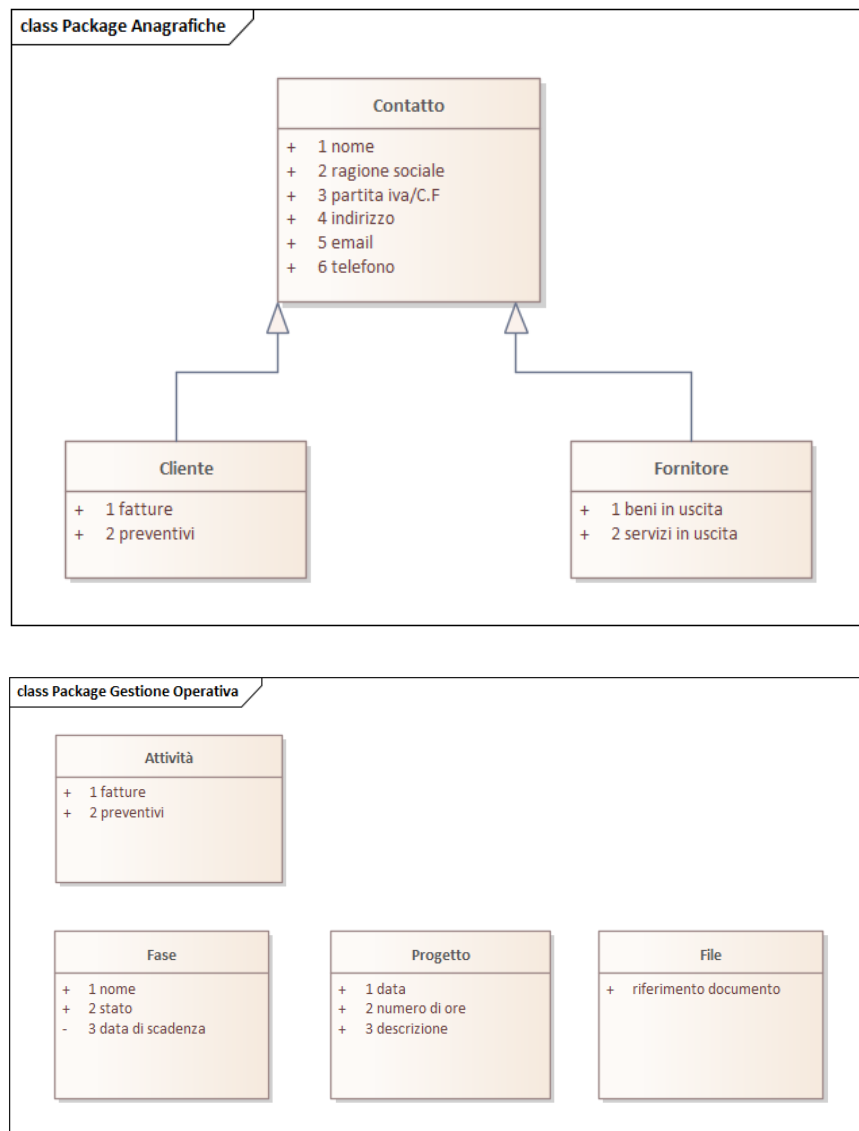 class Package Anagrafiche
Contatto
+ 1 nome
+ 2 ragione sociale
+ 3 partita iva/C.F
+ 4 indirizzo
+ 5 email
+ 6 telefono
Cliente
+ 1 fatture
+ 2 preventivi
Fornitore
+ 1 beni in uscita
+ 2 servizi in uscita
class Package Gestione Operativa
Attività
+ 1 fatture
+ 2 preventivi
Fase
+ 1 nome
+ 2 stato
- 3 data di scadenza
Progetto
+ 1 data
+ 2 numero di ore
+ 3 descrizione
File
+ riferimento documento